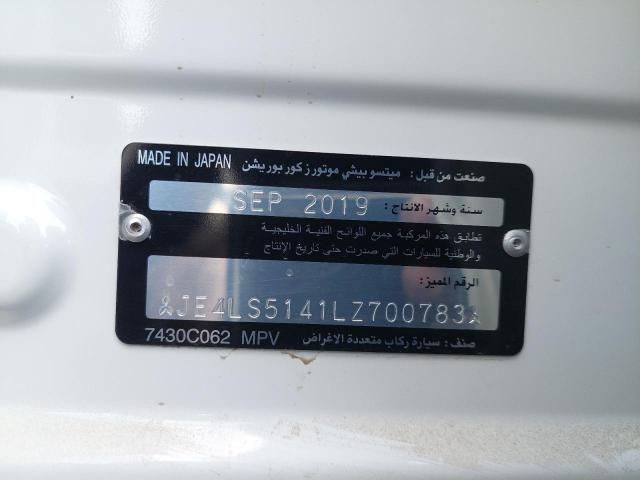 MADE IN JAPAN صنعت من قبل: ميتسوبيشي موتورز كوربوريشن
سنة وشهر الانتاج: SEP 2019
تطابق هذه المركبة جميع اللوائح الفنية الخليجية
والوطنية للسيارات التي صدرت حتى تاريخ الإنتاج
الرقم المميز:
JE4LS5141LZ700783
صنف: سيارة ركاب متعددة الاغراض 7430C062 MPV